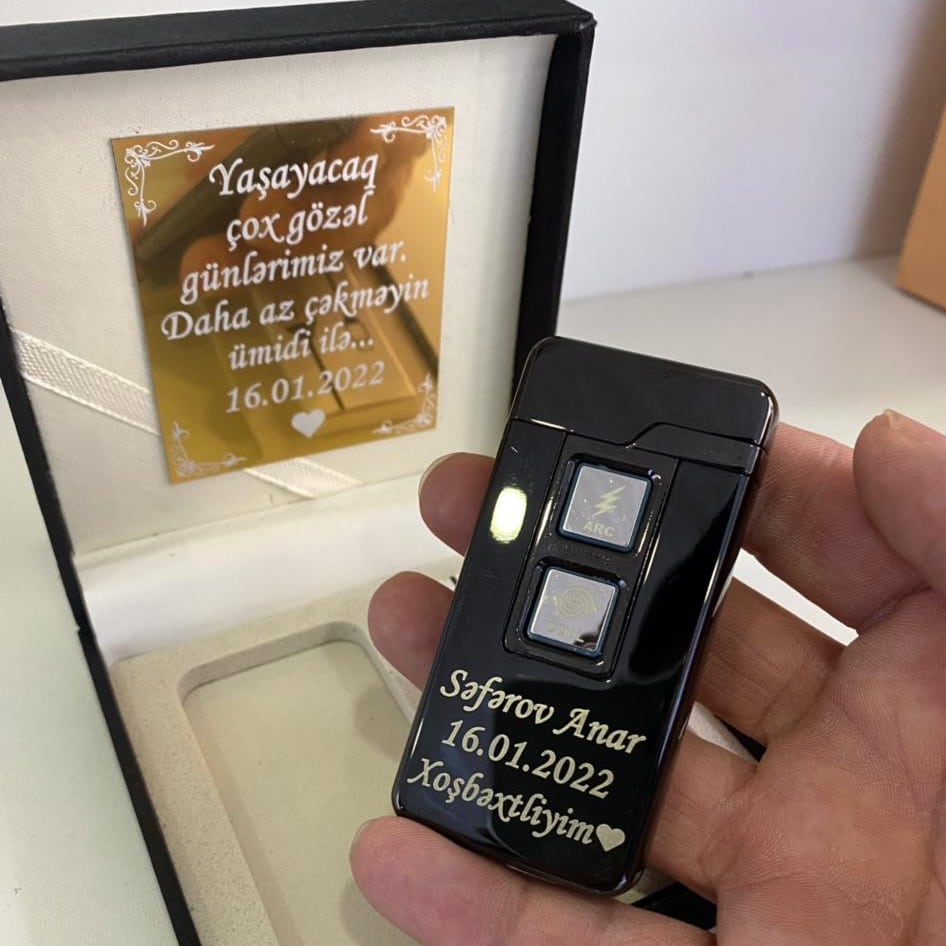 Yaşayacaq
çox gözəl
günlərimiz var.
Daha az çəkməyin
ümidi ilə...
16.01.2022
ARC
Səfərov Anar
16.01.2022
Xoşbəxtliyim